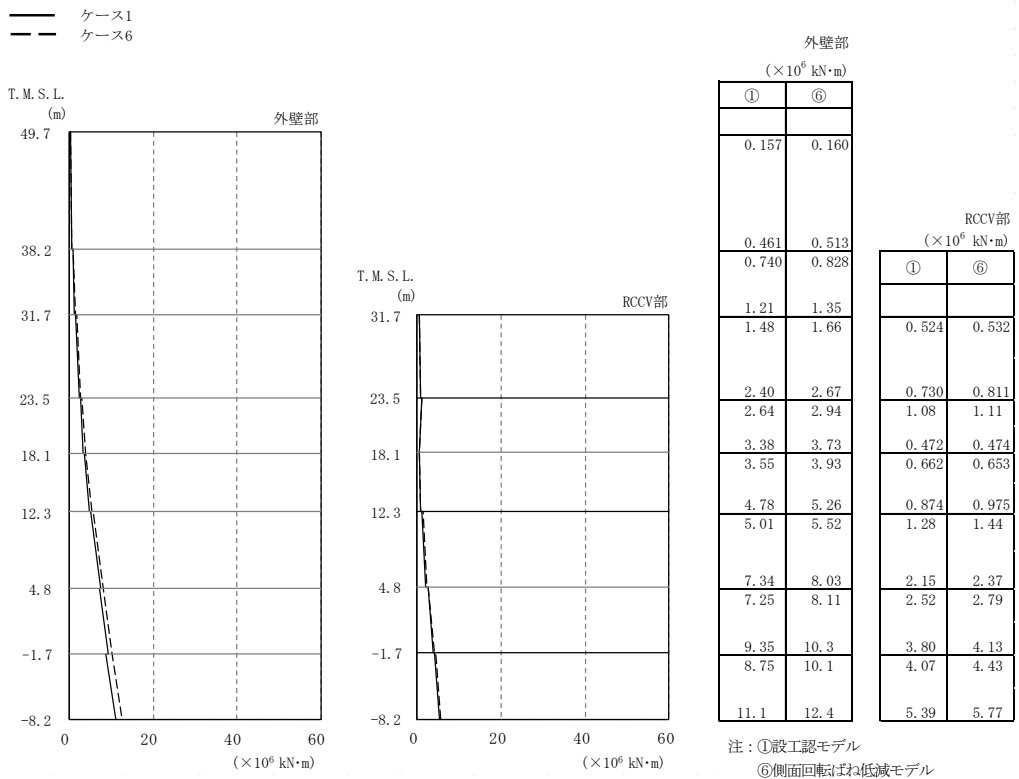 ケース1
ケース6
T.M.S.L.
(m)
外壁部
49.7
38.2
31.7
23.5
18.1
12.3
4.8
-1.7
-8.2
0 20 40 60
(×10⁶ kN・m)
T.M.S.L.
(m)
RCCV部
31.7
23.5
18.1
12.3
4.8
-1.7
-8.2
0 20 40 60
(×10⁶ kN・m)
外壁部
(×10⁶ kN・m)
① ⑥
0.157 0.160
0.461 0.513
0.740 0.828
1.21 1.35
1.48 1.66
2.40 2.67
2.64 2.94
3.38 3.73
3.55 3.93
4.78 5.26
5.01 5.52
7.34 8.03
7.25 8.11
9.35 10.3
8.75 10.1
11.1 12.4
RCCV部
(×10⁶ kN・m)
① ⑥
0.524 0.532
0.730 0.811
1.08 1.11
0.472 0.474
0.662 0.653
0.874 0.975
1.28 1.44
2.15 2.37
2.52 2.79
3.80 4.13
4.07 4.43
5.39 5.77
注：①設工認モデル
⑥側面回転ばね低減モデル